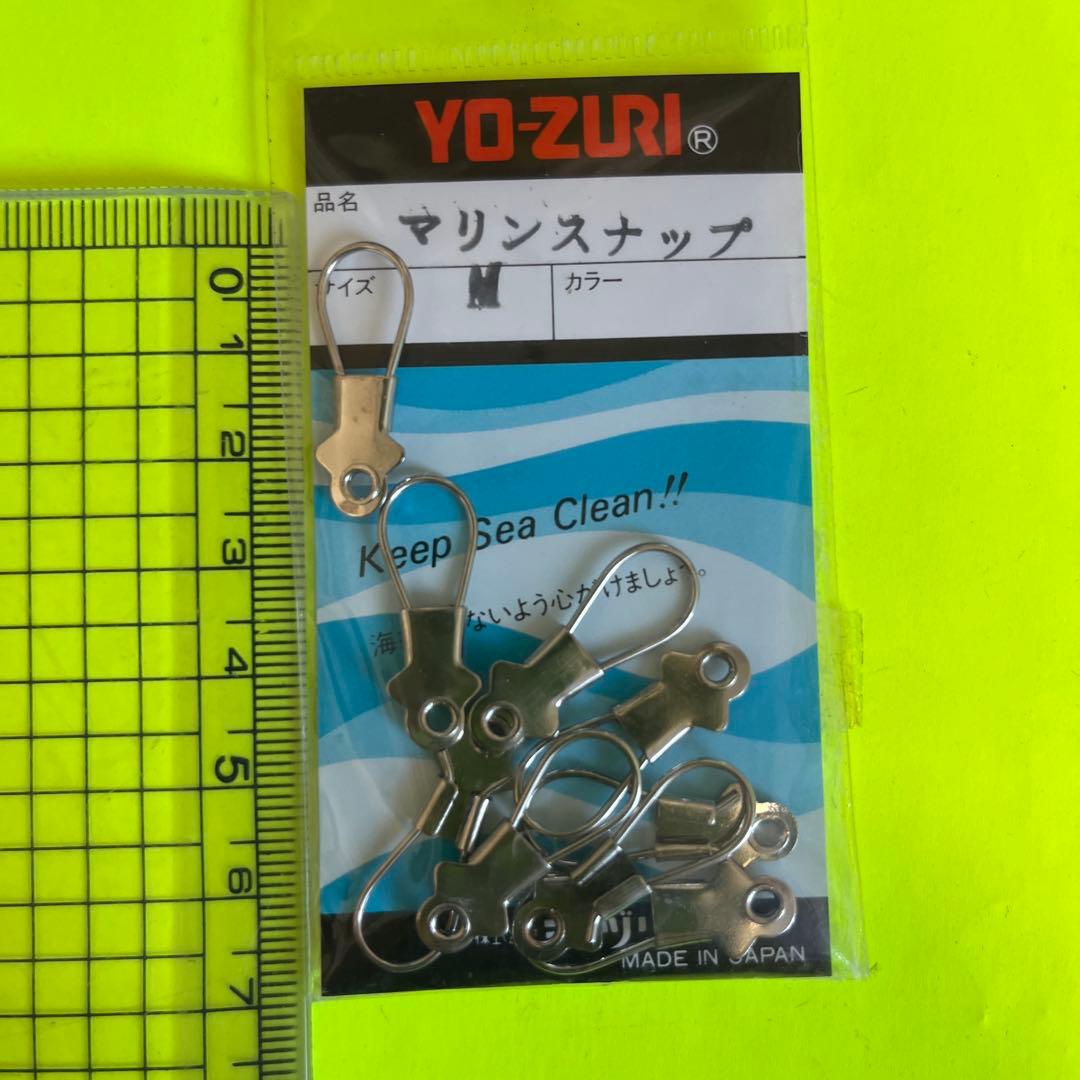 YO-ZURI®
品名
マリンスナップ
サイズ
M
カラー
Keep Sea Clean!!
海 ないよう心がけましょう。
MADE IN JAPAN
0
1
2
3
4
5
6
7